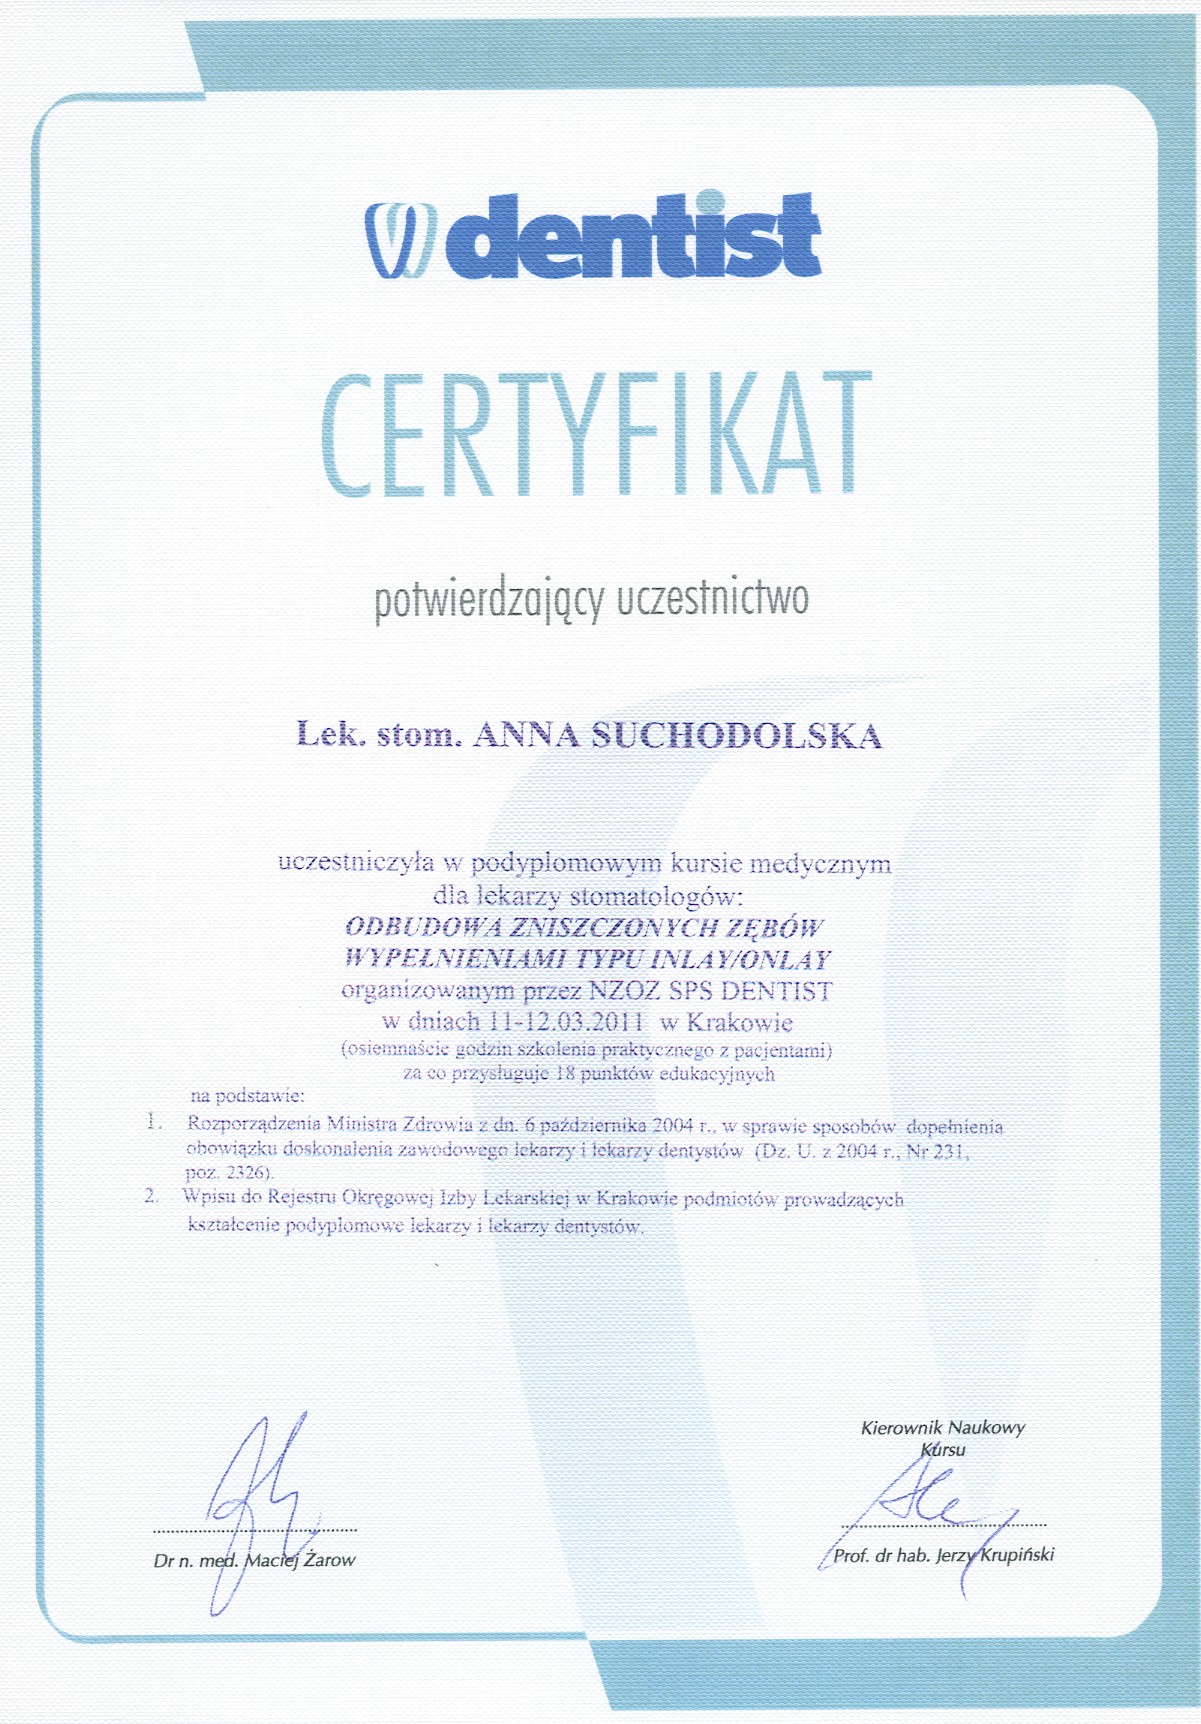 dentist
CERTYFIKAT
potwierdzający uczestnictwo
Lek. stom. ANNA SUCHODOLSKA
uczestniczyła w podyplomowym kursie medycznym
dla lekarzy stomatologów:
ODBUDOWA ZNISZCZONYCH ZĘBÓW
WYPEŁNIENIAMI TYPU INLAY/ONLAY
organizowanym przez NZOZ SPS DENTIST
w dniach 11-12.03.2011 w Krakowie
(osiemnaście godzin szkolenia praktycznego z pacjentami)
za co przysługuje 18 punktów edukacyjnych
na podstawie:
1. Rozporządzenia Ministra Zdrowia z dn. 6 października 2004 r., w sprawie sposobów dopełnienia
obowiązku doskonalenia zawodowego lekarzy i lekarzy dentystów (Dz. U. z 2004 r., Nr 231,
poz. 2326).
2. Wpisu do Rejestru Okręgowej Izby Lekarskiej w Krakowie podmiotów prowadzących
kształcenie podyplomowe lekarzy i lekarzy dentystów.
Kierownik Naukowy
Kursu
Dr n. med. Maciej Żarow
Prof. dr hab. Jerzy Krupiński